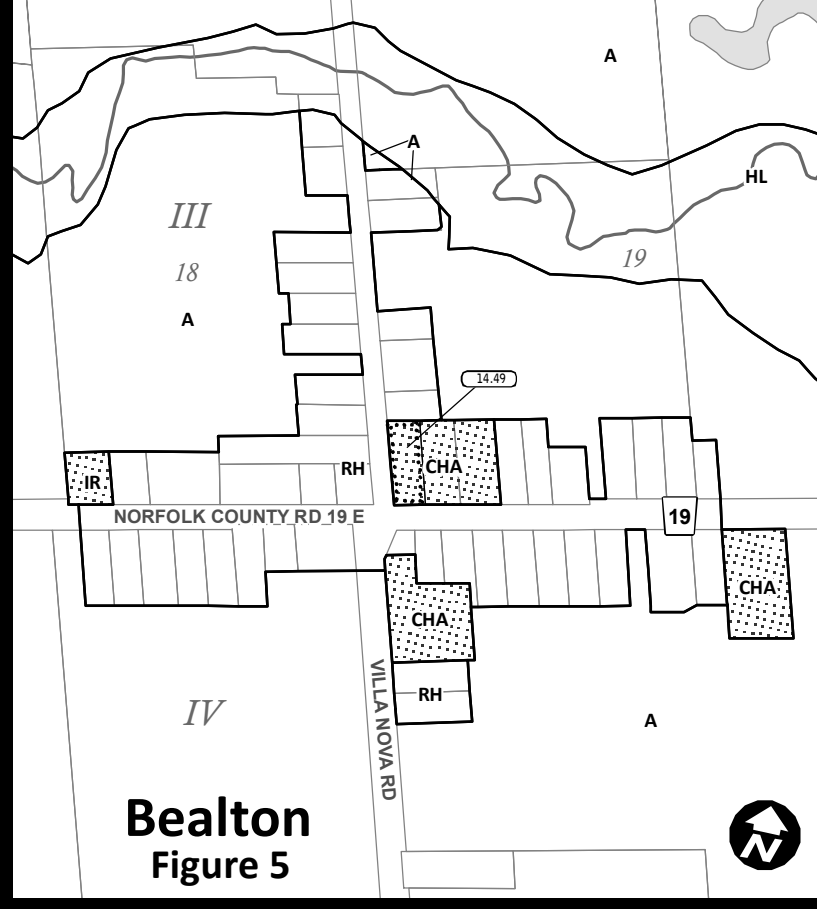 A
A
HL
III
19
18
A
14.49
RH
CHA
IR
NORFOLK COUNTY RD 19 E
19
CHA
CHA
VILLA NOVA RD
RH
IV
A
Bealton
Figure 5
N